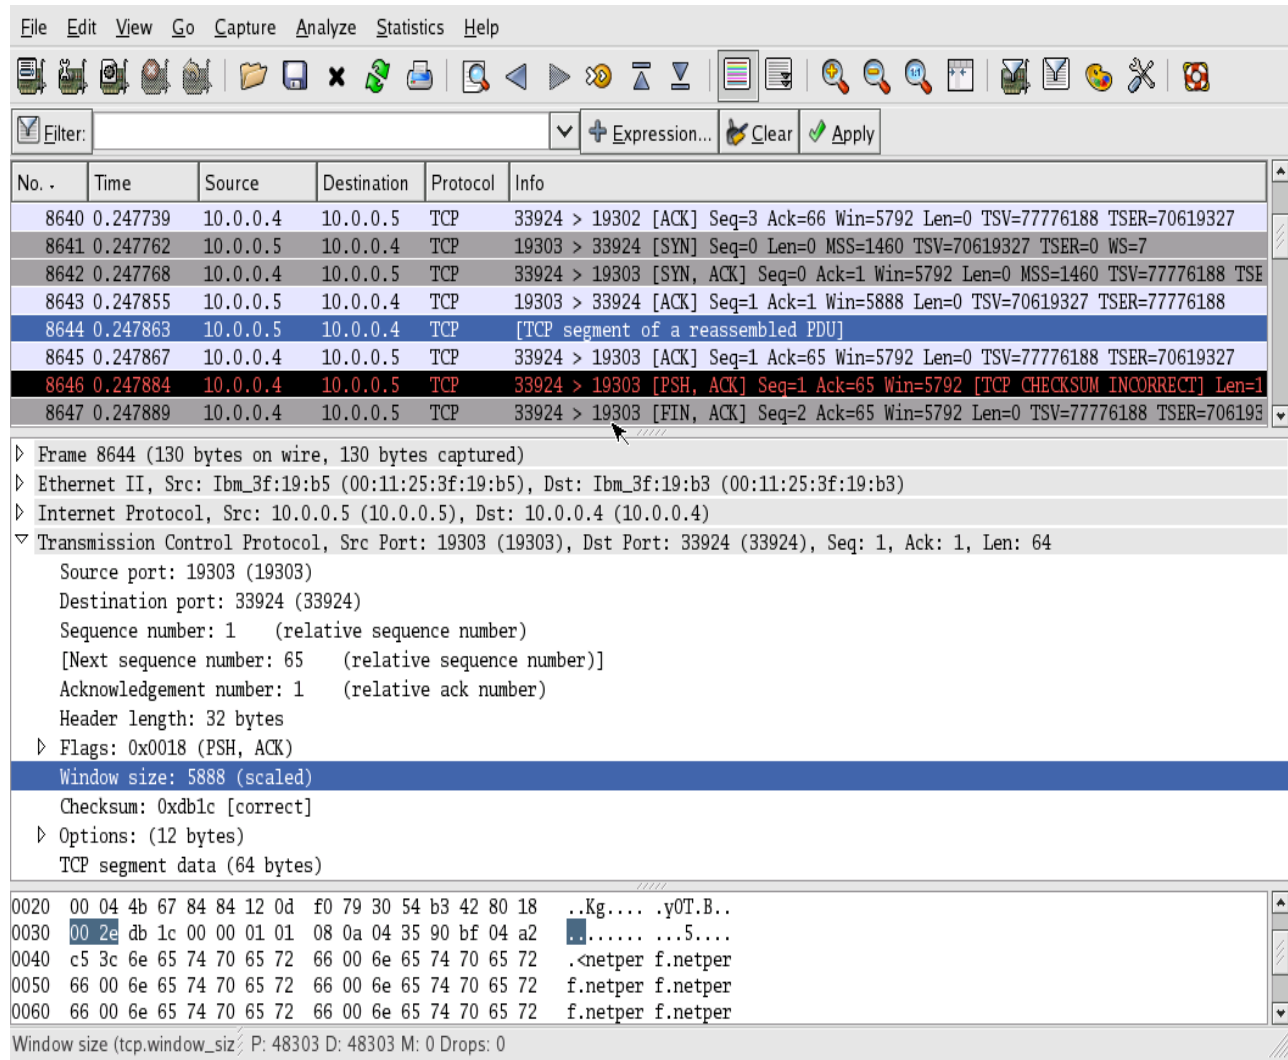 File Edit View Go Capture Analyze Statistics Help
Filter: Expression... Clear Apply
No. . Time Source Destination Protocol Info
8640 0.247739 10.0.0.4 10.0.0.5 TCP 33924 > 19302 [ACK] Seq=3 Ack=66 Win=5792 Len=0 TSV=77776188 TSER=70619327
8641 0.247762 10.0.0.5 10.0.0.4 TCP 19303 > 33924 [SYN] Seq=0 Len=0 MSS=1460 TSV=70619327 TSER=0 WS=7
8642 0.247768 10.0.0.4 10.0.0.5 TCP 33924 > 19303 [SYN, ACK] Seq=0 Ack=1 Win=5792 Len=0 MSS=1460 TSV=77776188 TSE
8643 0.247855 10.0.0.5 10.0.0.4 TCP 19303 > 33924 [ACK] Seq=1 Ack=1 Win=5888 Len=0 TSV=70619327 TSER=77776188
8644 0.247863 10.0.0.5 10.0.0.4 TCP [TCP segment of a reassembled PDU]
8645 0.247867 10.0.0.4 10.0.0.5 TCP 33924 > 19303 [ACK] Seq=1 Ack=65 Win=5792 Len=0 TSV=77776188 TSER=70619327
8646 0.247884 10.0.0.4 10.0.0.5 TCP 33924 > 19303 [PSH, ACK] Seq=1 Ack=65 Win=5792 [TCP CHECKSUM INCORRECT] Len=1
8647 0.247889 10.0.0.4 10.0.0.5 TCP 33924 > 19303 [FIN, ACK] Seq=2 Ack=65 Win=5792 Len=0 TSV=77776188 TSER=706193
Frame 8644 (130 bytes on wire, 130 bytes captured)
Ethernet II, Src: Ibm_3f:19:b5 (00:11:25:3f:19:b5), Dst: Ibm_3f:19:b3 (00:11:25:3f:19:b3)
Internet Protocol, Src: 10.0.0.5 (10.0.0.5), Dst: 10.0.0.4 (10.0.0.4)
Transmission Control Protocol, Src Port: 19303 (19303), Dst Port: 33924 (33924), Seq: 1, Ack: 1, Len: 64
Source port: 19303 (19303)
Destination port: 33924 (33924)
Sequence number: 1 (relative sequence number)
[Next sequence number: 65 (relative sequence number)]
Acknowledgement number: 1 (relative ack number)
Header length: 32 bytes
Flags: 0x0018 (PSH, ACK)
Window size: 5888 (scaled)
Checksum: 0xdb1c [correct]
Options: (12 bytes)
TCP segment data (64 bytes)
0020 00 04 4b 67 84 84 12 0d f0 79 30 54 b3 42 80 18 ..Kg.... .y0T.B..
0030 00 2e db 1c 00 00 01 01 08 0a 04 35 90 bf 04 a2 ........ ...5....
0040 c5 3c 6e 65 74 70 65 72 66 00 6e 65 74 70 65 72 .<netper f.netper
0050 66 00 6e 65 74 70 65 72 66 00 6e 65 74 70 65 72 f.netper f.netper
0060 66 00 6e 65 74 70 65 72 66 00 6e 65 74 70 65 72 f.netper f.netper
Window size (tcp.window_siz P: 48303 D: 48303 M: 0 Drops: 0